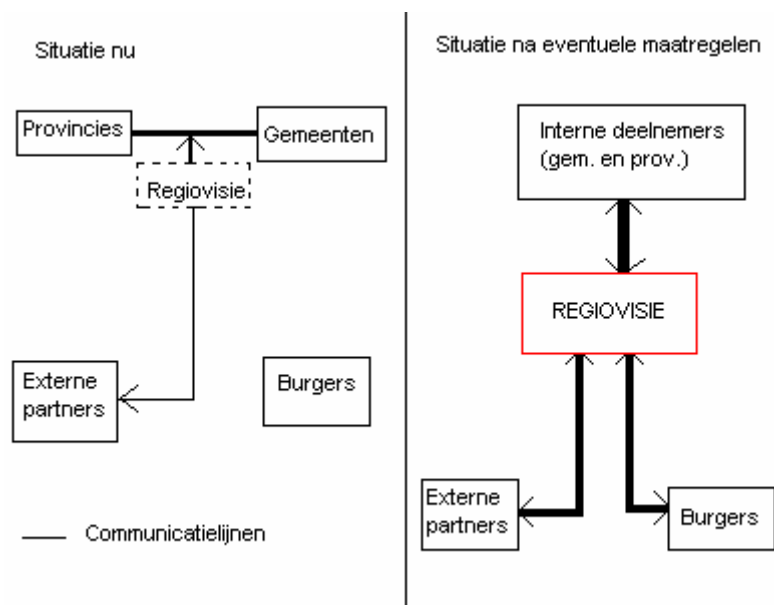 Situatie nu
Provincies
Gemeenten
Regiovisie
Externe
partners
Burgers
Communicatielijnen
Situatie na eventuele maatregelen
Interne deelnemers
(gem. en prov.)
REGIOVISIE
Externe
partners
Burgers